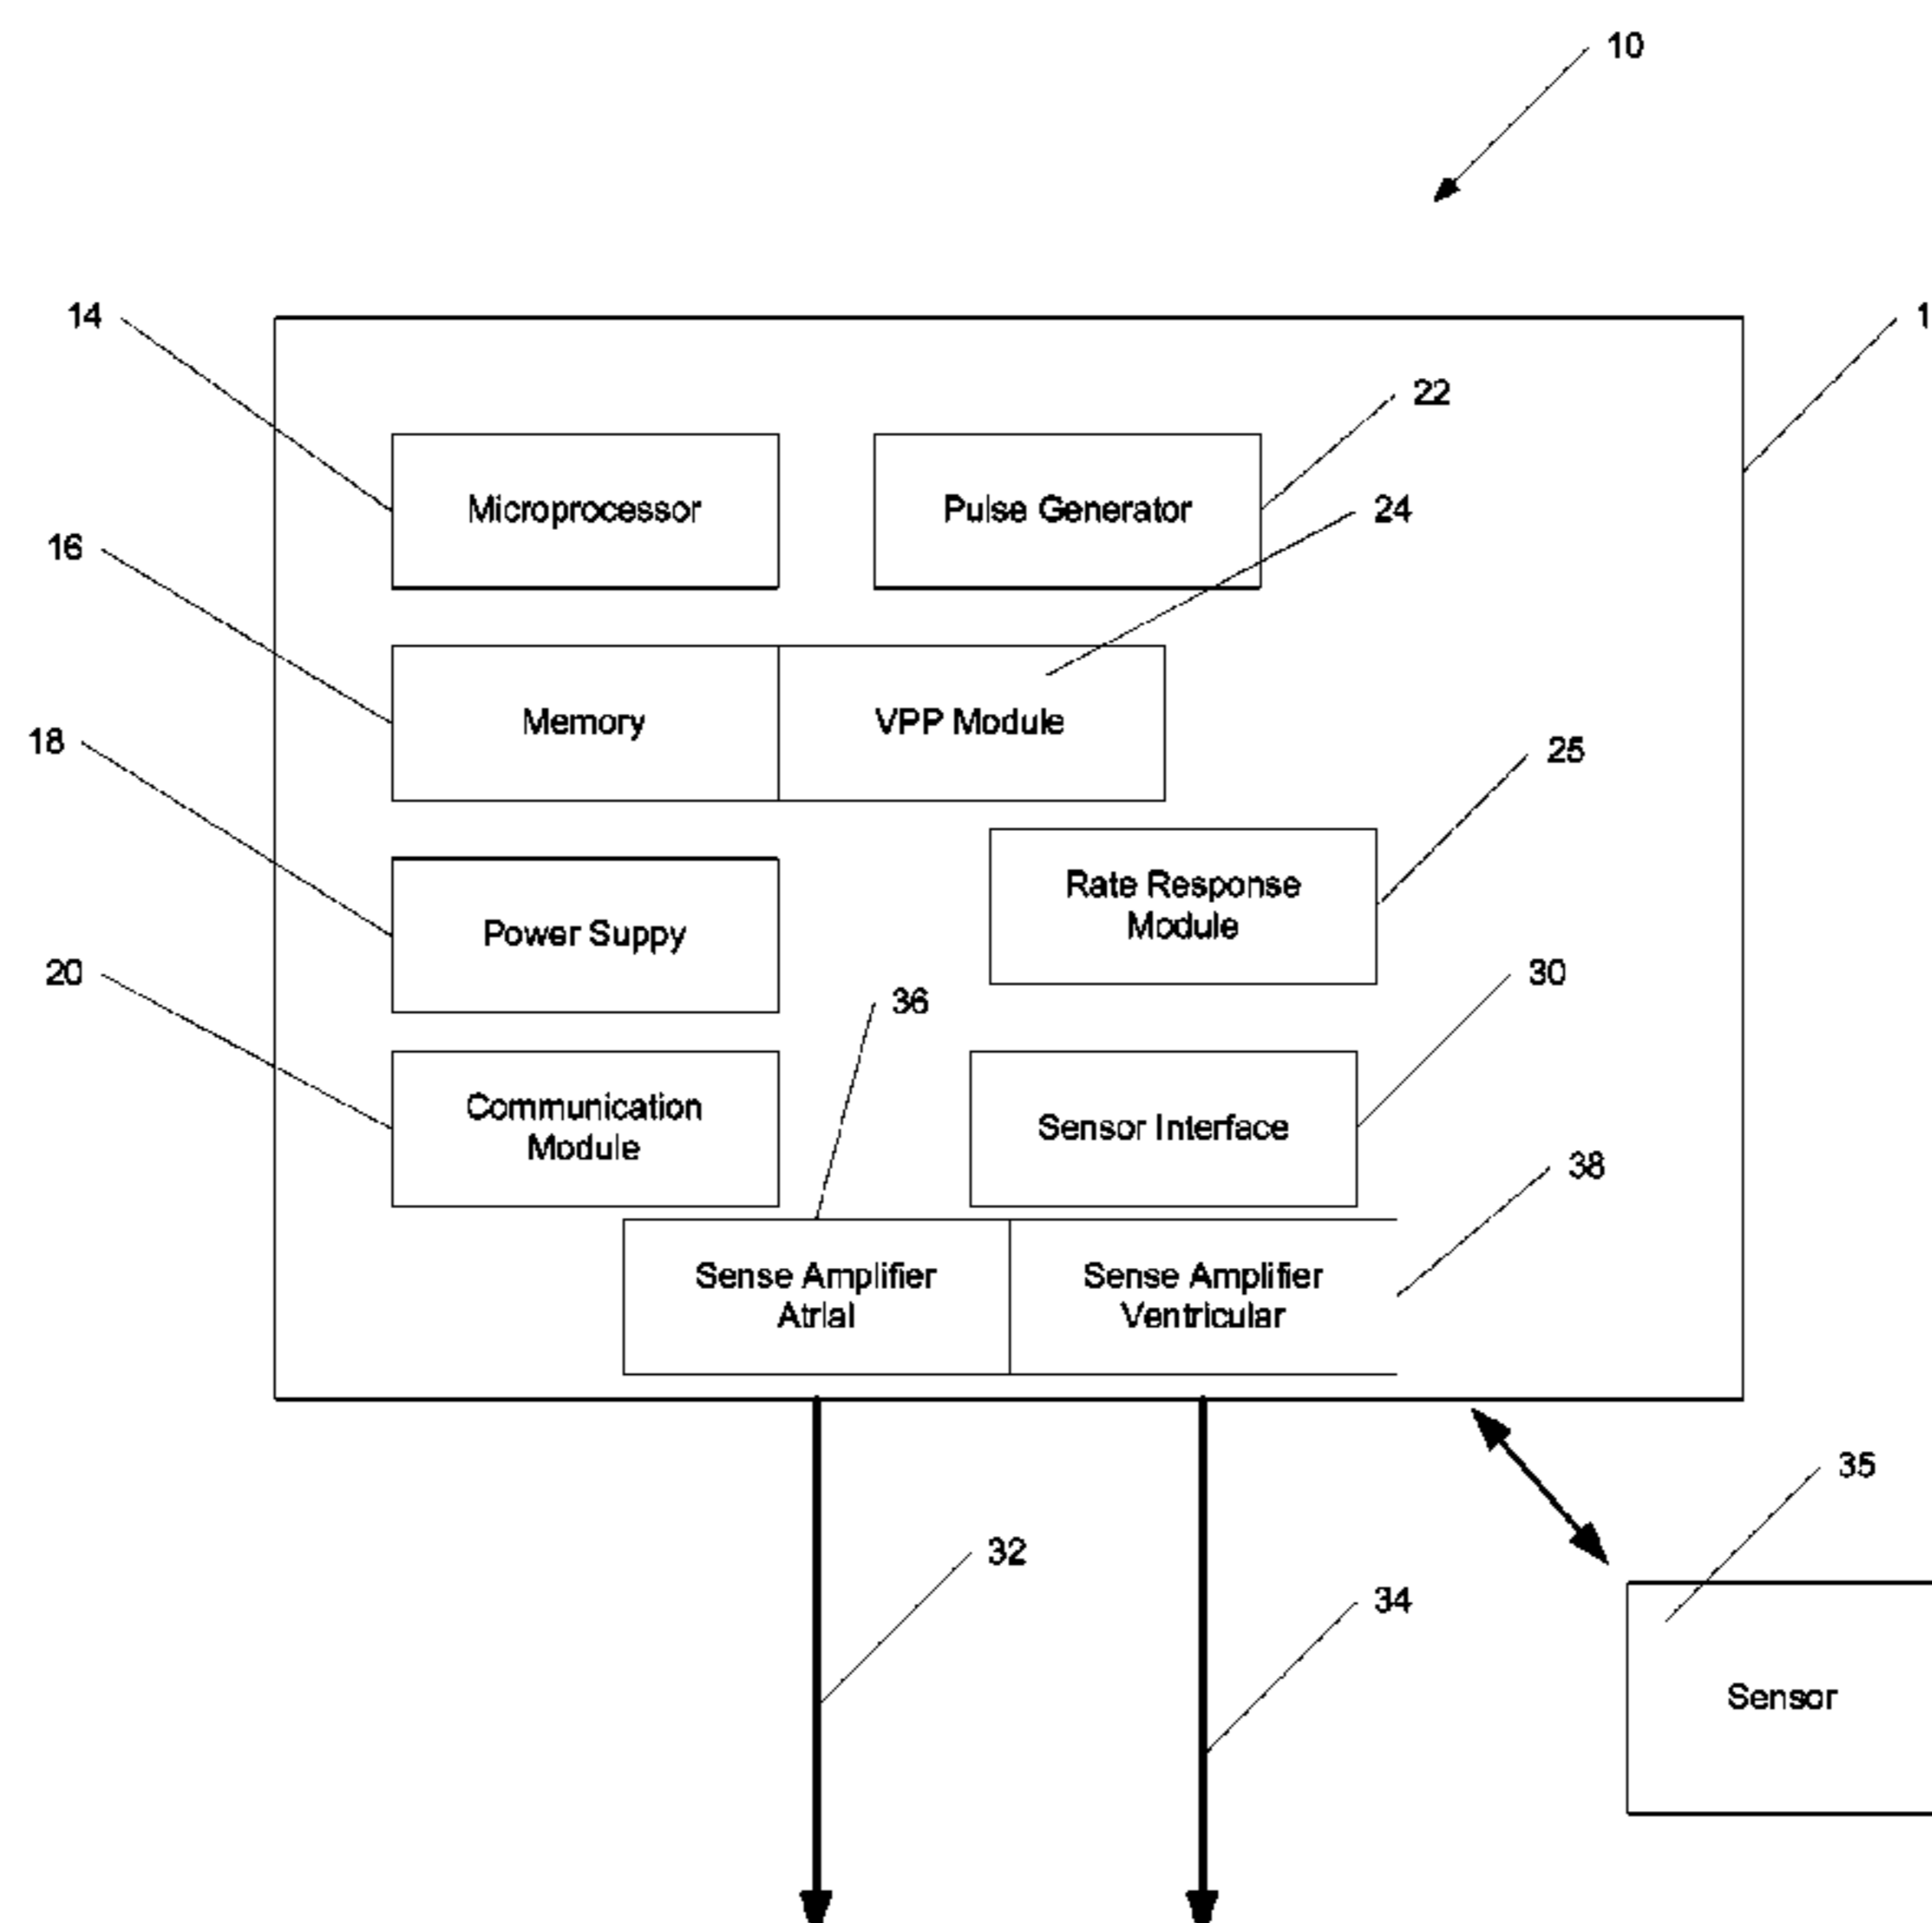 10
14
1
22
Microprocessor
Pulse Generator
24
16
Memory
VPP Module
18
25
Rate Response
Module
Power Suppy
20
36
30
Communication
Module
Sensor Interface
38
Sense Amplifier
Atrial
Sense Amplifier
Ventricular
35
32
34
Sensor